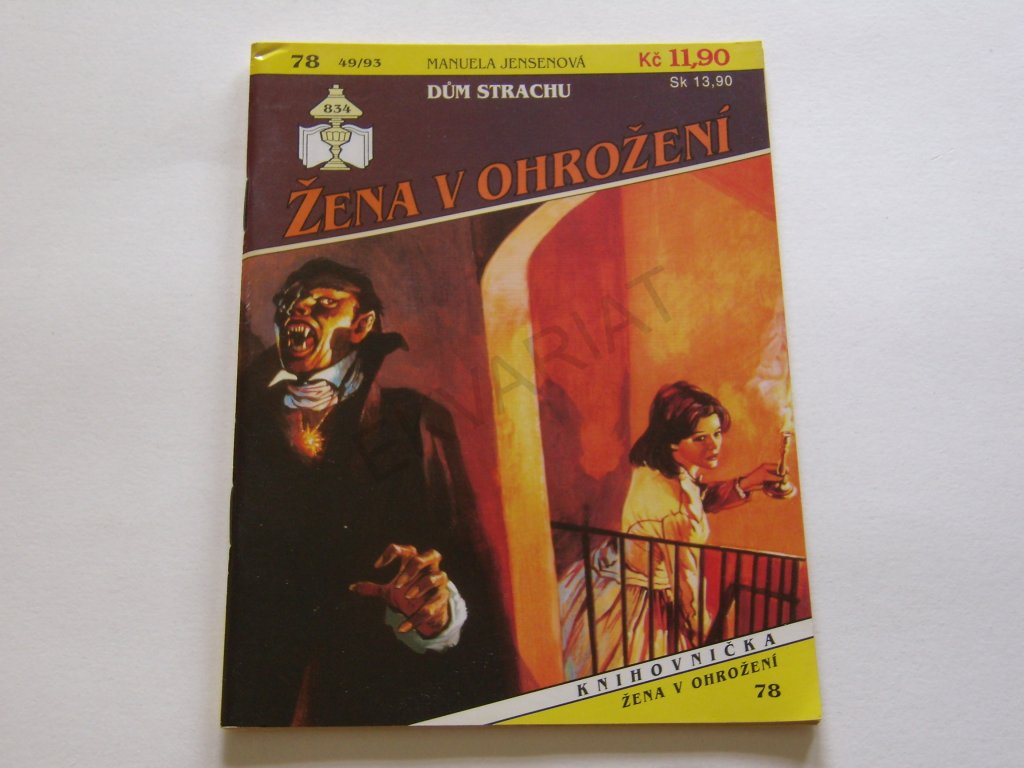 78 49/93 MANUELA JENSENOVÁ Kč 11,90
DŮM STRACHU Sk 13,90
834
ŽENA V OHROŽENÍ
KNIHOVNIČKA
ŽENA V OHROŽENÍ
78